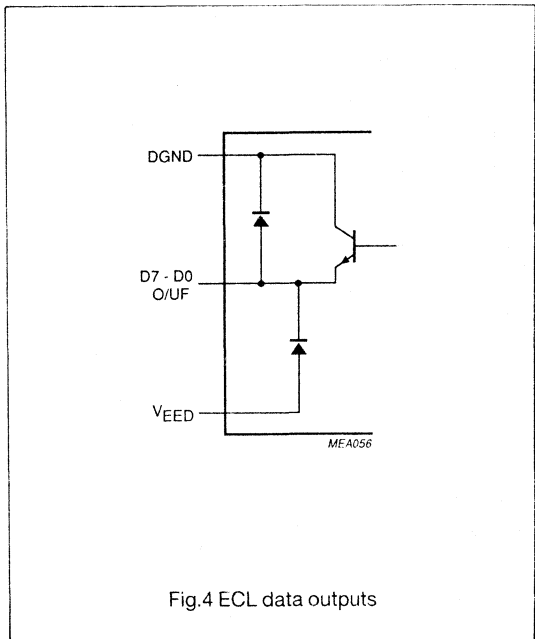 DGND
D7 - D0
O/UF
VEED
MEA056
Fig.4 ECL data outputs